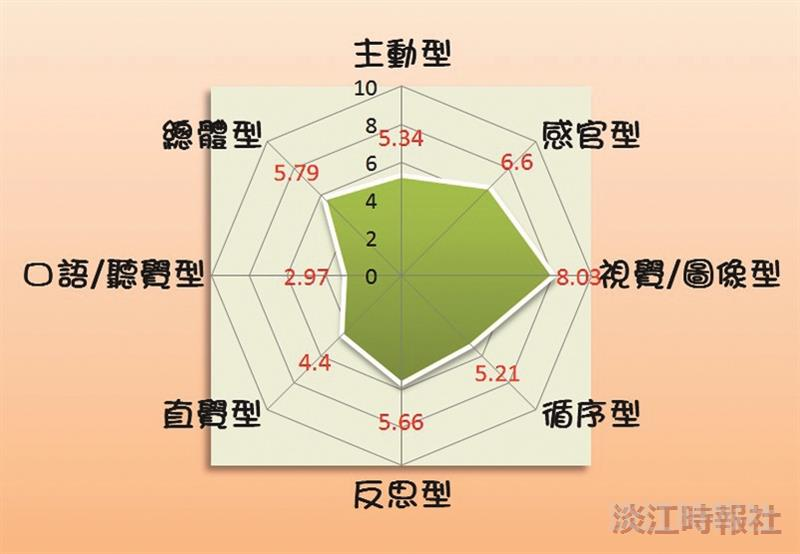 主動型
10
8
5.34
總體型
感官型
6
6.6
5.79
4
2
口語/聽覺型
2.97
0
8.03
視覺/圖像型
4.4
5.21
直覺型
5.66
循序型
反思型
淡江時報社